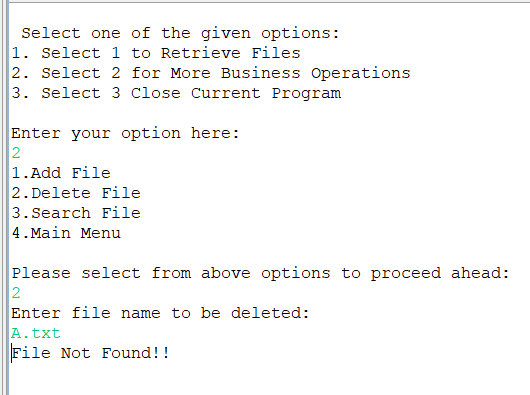 Select one of the given options:
1. Select 1 to Retrieve Files
2. Select 2 for More Business Operations
3. Select 3 Close Current Program
Enter your option here:
2
1.Add File
2.Delete File
3.Search File
4.Main Menu
Please select from above options to proceed ahead:
2
Enter file name to be deleted:
A.txt
File Not Found!!